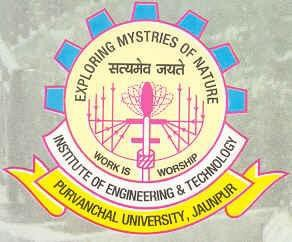 EXPLORING MYSTRIES OF NATURE
सत्यमेव जयते
WORK IS WORSHIP
INSTITUTE OF ENGINEERING & TECHNOLOGY
PURVANCHAL UNIVERSITY, JAUNPUR